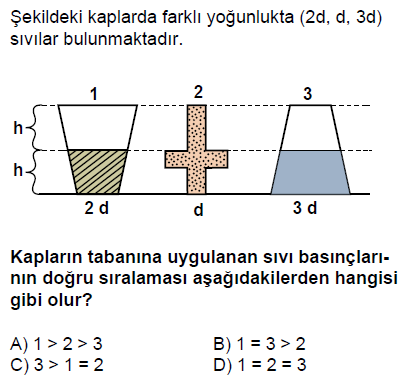 Şekildeki kaplarda farklı yoğunlukta (2d, d, 3d)
sıvılar bulunmaktadır.
1 2 3
h
h
2 d d 3 d
Kapların tabanına uygulanan sıvı basınçları-
nın doğru sıralaması aşağıdakilerden hangisi
gibi olur?
A) 1 > 2 > 3 B) 1 = 3 > 2
C) 3 > 1 = 2 D) 1 = 2 = 3